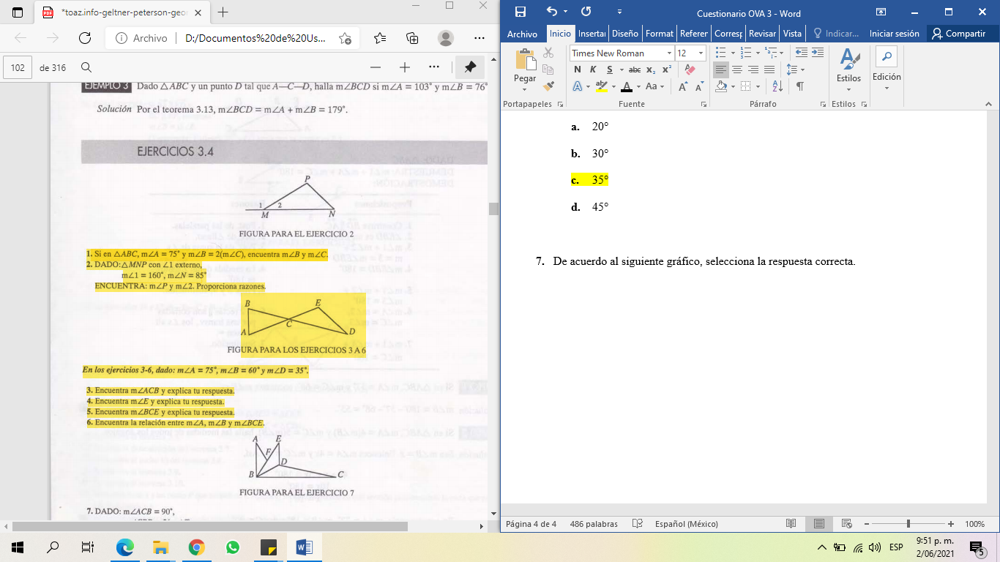 *toaz.info-geltner-peterson-geo
Archivo
D:/Documentos%20de%20Us...
102
de 316
EJEMPLO 3 Dado △ABC y un punto D tal que A—C—D, halla m∠BCD si m∠A = 103° y m∠B = 76°
Solución Por el teorema 3.13, m∠BCD = m∠A + m∠B = 179°.
EJERCICIOS 3.4
P
1 2
M N
FIGURA PARA EL EJERCICIO 2
1. Si en △ABC, m∠A = 75° y m∠B = 2(m∠C), encuentra m∠B y m∠C.
2. DADO:△MNP con ∠1 externo,
m∠1 = 160°, m∠N = 85°
ENCUENTRA: m∠P y m∠2. Proporciona razones.
B E
C
A D
FIGURA PARA LOS EJERCICIOS 3 A 6
En los ejercicios 3-6, dado: m∠A = 75°, m∠B = 60° y m∠D = 35°.
3. Encuentra m∠ACB y explica tu respuesta.
4. Encuentra m∠E y explica tu respuesta.
5. Encuentra m∠BCE y explica tu respuesta.
6. Encuentra la relación entre m∠A, m∠B y m∠BCE.
A E
F
D
B C
FIGURA PARA EL EJERCICIO 7
7. DADO: m∠ACB = 90°,
Cuestionario OVA 3 - Word
Archivo Inicio Insertar Diseño Format Referer Corresp Revisar Vista Indicar... Iniciar sesión Compartir
Times New Roman 12
N K S abc x₂ x²
Pegar
Estilos
Edición
Portapapeles Fuente Párrafo Estilos
a. 20°
b. 30°
c. 35°
d. 45°
7. De acuerdo al siguiente gráfico, selecciona la respuesta correcta.
Página 4 de 4 486 palabras Español (México) 100%
ESP
9:51 p. m.
2/06/2021
5